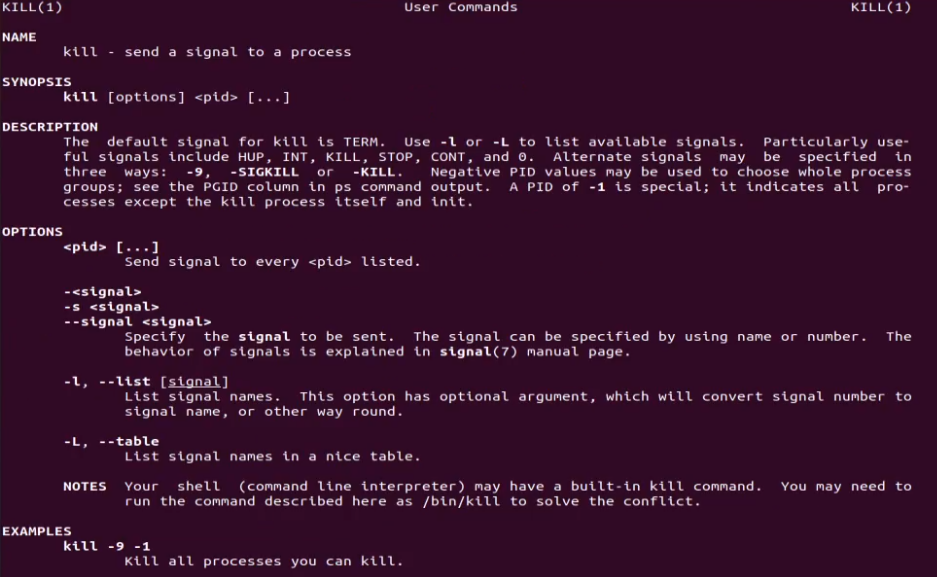 KILL(1) User Commands KILL(1)
NAME
kill - send a signal to a process
SYNOPSIS
kill [options] <pid> [...]
DESCRIPTION
The default signal for kill is TERM. Use -l or -L to list available signals. Particularly use-
ful signals include HUP, INT, KILL, STOP, CONT, and 0. Alternate signals may be specified in
three ways: -9, -SIGKILL or -KILL. Negative PID values may be used to choose whole process
groups; see the PGID column in ps command output. A PID of -1 is special; it indicates all pro-
cesses except the kill process itself and init.
OPTIONS
<pid> [...]
Send signal to every <pid> listed.
-<signal>
-s <signal>
--signal <signal>
Specify the signal to be sent. The signal can be specified by using name or number. The
behavior of signals is explained in signal(7) manual page.
-l, --list [signal]
List signal names. This option has optional argument, which will convert signal number to
signal name, or other way round.
-L, --table
List signal names in a nice table.
NOTES Your shell (command line interpreter) may have a built-in kill command. You may need to
run the command described here as /bin/kill to solve the conflict.
EXAMPLES
kill -9 -1
Kill all processes you can kill.